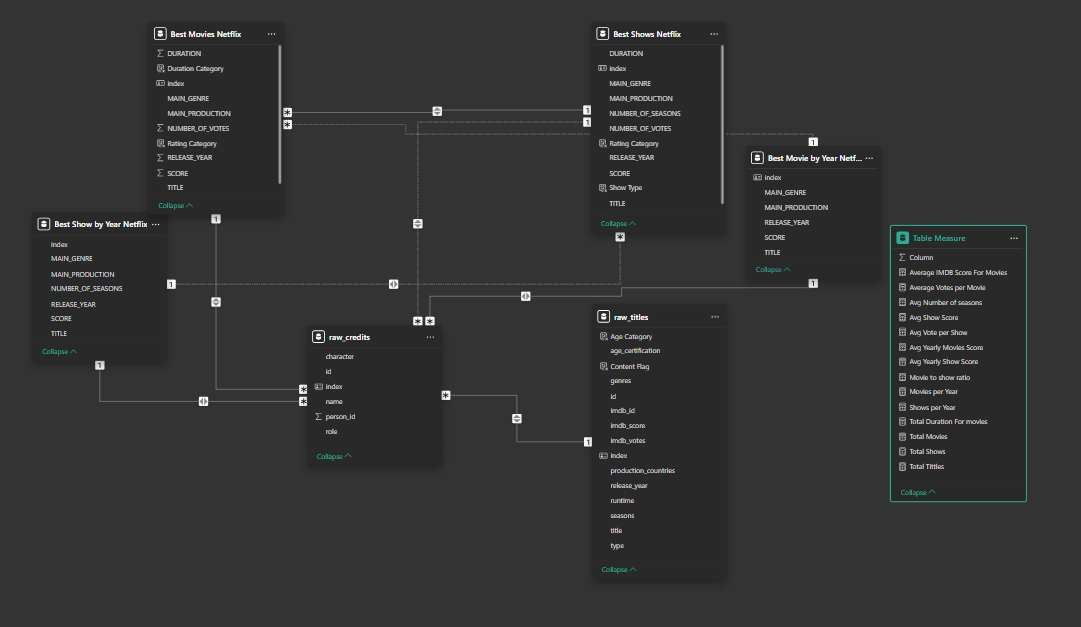 Best Movies Netflix
DURATION
Duration Category
index
MAIN_GENRE
MAIN_PRODUCTION
NUMBER_OF_VOTES
Rating Category
RELEASE_YEAR
SCORE
TITLE
Collapse
Best Shows Netflix
DURATION
index
MAIN_GENRE
MAIN_PRODUCTION
NUMBER_OF_SEASONS
NUMBER_OF_VOTES
Rating Category
RELEASE_YEAR
SCORE
Show Type
TITLE
Collapse
Best Movie by Year Netf...
index
MAIN_GENRE
MAIN_PRODUCTION
RELEASE_YEAR
SCORE
TITLE
Collapse
Best Show by Year Netflix
index
MAIN_GENRE
MAIN_PRODUCTION
NUMBER_OF_SEASONS
RELEASE_YEAR
SCORE
TITLE
Collapse
Table Measure
Column
Average IMDB Score For Movies
Average Votes per Movie
Avg Number of seasons
Avg Show Score
Avg Vote per Show
Avg Yearly Movies Score
Avg Yearly Show Score
Movie to show ratio
Movies per Year
Shows per Year
Total Duration For movies
Total Movies
Total Shows
Total Tittles
Collapse
raw_credits
character
id
index
name
person_id
role
Collapse
raw_titles
Age Category
age_certification
Content Flag
genres
id
imdb_id
imdb_score
imdb_votes
index
production_countries
release_year
runtime
seasons
title
type
Collapse
1
1
1
1
1
1
1
1